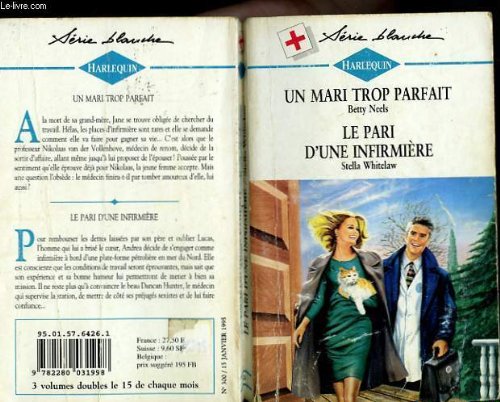 Le-livre.com
Série blanche
HARLEQUIN
UN MARI TROP PARFAIT
A la mort de sa grand-mère, Jane se trouve obligée de chercher du
travail. Hélas, les places d'infirmière sont rares et elle se demande
comment elle va faire pour gagner sa vie... C'est alors que le
professeur Nikolaas van der Vollenhove, médecin de renom, décide de la
sortir d'affaire, allant même jusqu'à lui proposer de l'épouser ! Poussée par le
sentiment qu'elle éprouve déjà pour Nikolaas, la jeune femme accepte. Mais
une question l'obsède : le médecin finira-t-il par tomber amoureux d'elle, lui
aussi ?
LE PARI D'UNE INFIRMIÈRE
Pour rembourser les dettes laissées par son père et oublier Lucas,
l'homme qui lui a brisé le cœur, Andrea décide de s'engager comme
infirmière à bord d'une plate-forme pétrolière en mer du Nord. Elle
est consciente que les conditions de travail seront éprouvantes, mais sait que
son expérience et sa bonne humeur lui permettront de mener à bien sa
mission. Il ne reste plus qu'à convaincre le beau Duncan Hunter, le médecin
qui supervise la station, de mettre de côté ses préjugés sexistes et de lui faire
confiance...
95.01.57.6426.1
9782280031998
France : 27,50 F
Suisse : 9.60 SF
Belgique :
prix suggéré 195 FB
3 volumes doubles le 15 de chaque mois
LE PARI D'UNE INFIRMIÈRE
N° 300 / 15 JANVIER 1995
Série blanche
HARLEQUIN
UN MARI TROP PARFAIT
Betty Neels
LE PARI
D'UNE INFIRMIÈRE
Stella Whitelaw